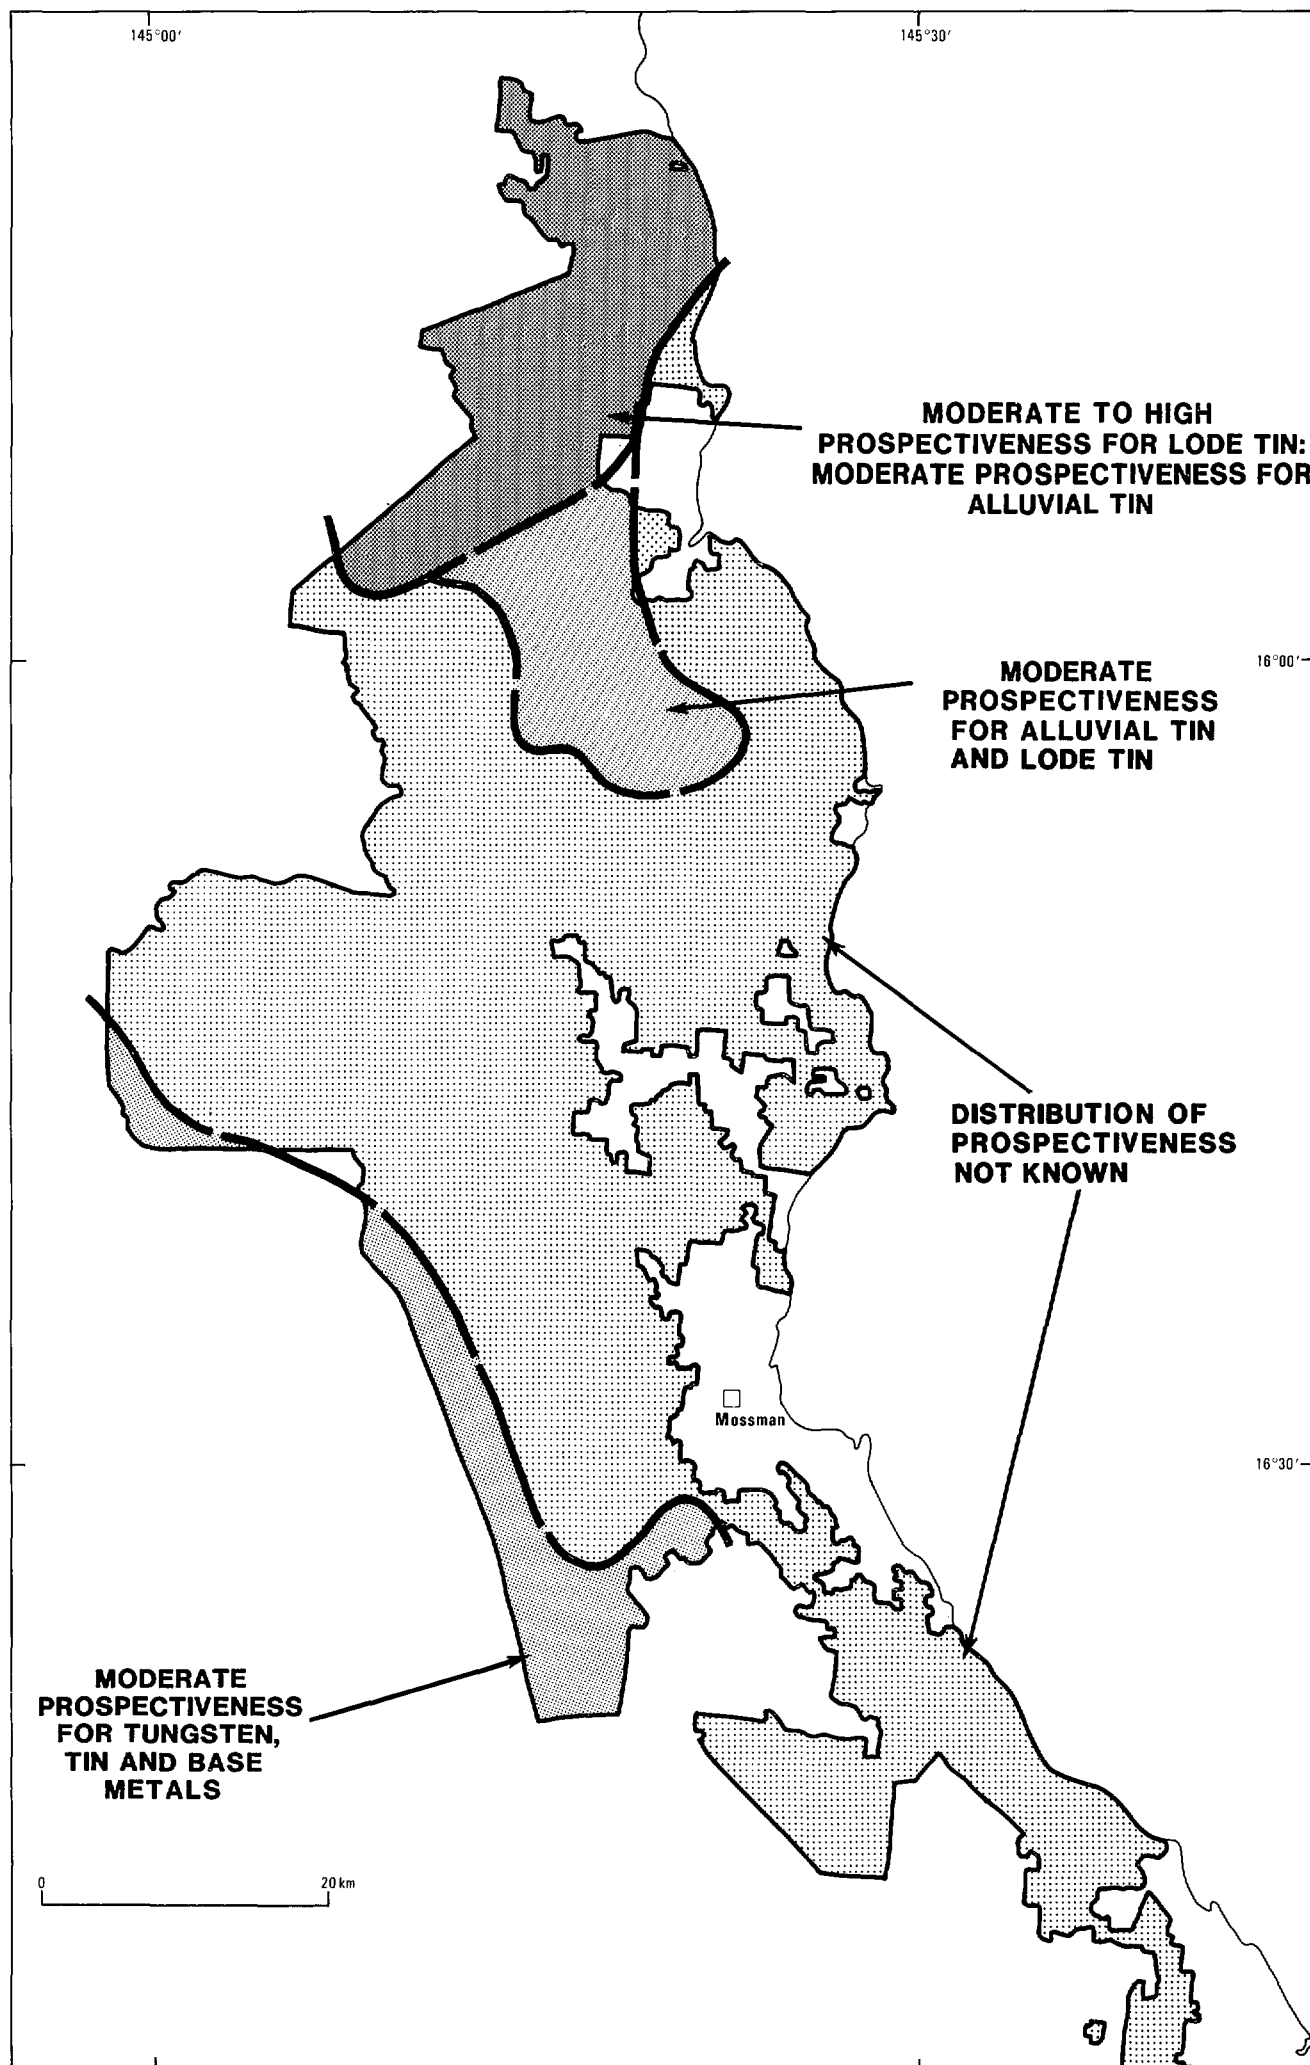 145°00′
145°30′
MODERATE TO HIGH
PROSPECTIVENESS FOR LODE TIN:
MODERATE PROSPECTIVENESS FOR
ALLUVIAL TIN
16°00′
MODERATE
PROSPECTIVENESS
FOR ALLUVIAL TIN
AND LODE TIN
DISTRIBUTION OF
PROSPECTIVENESS
NOT KNOWN
Mossman
16°30′
MODERATE
PROSPECTIVENESS
FOR TUNGSTEN,
TIN AND BASE
METALS
0 20 km